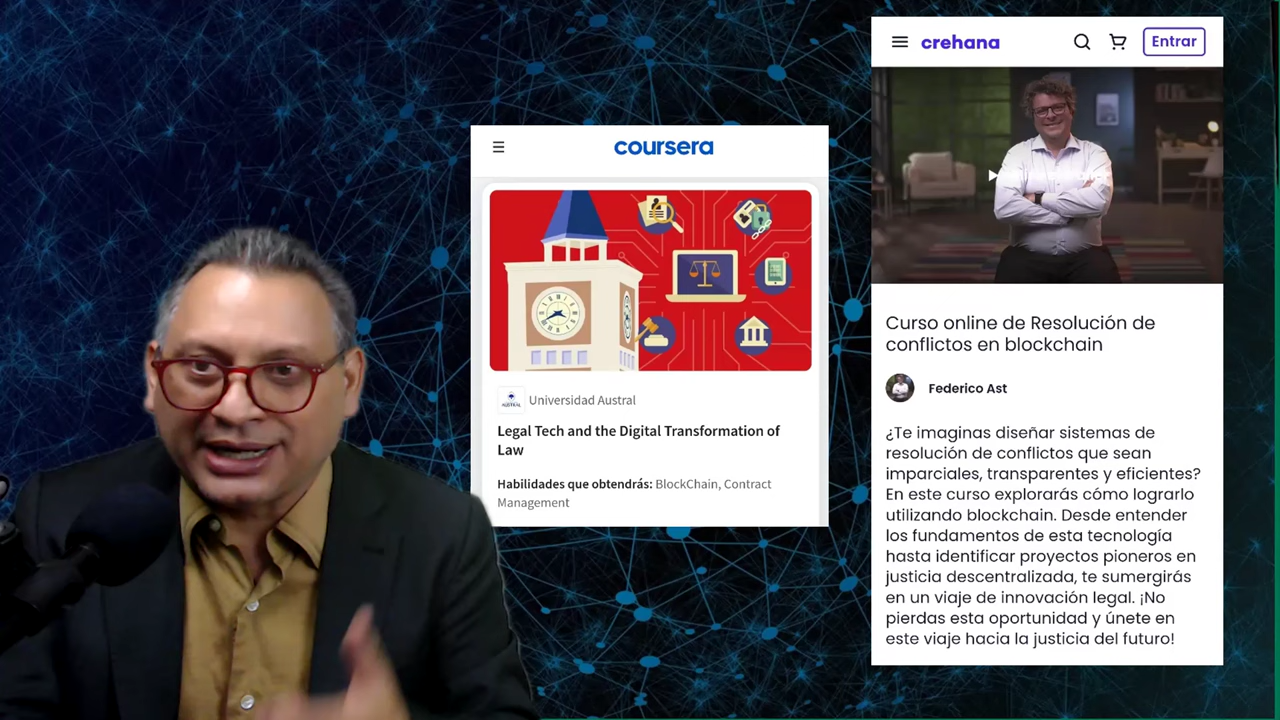 coursera
AUSTRAL
Universidad Austral
Legal Tech and the Digital Transformation of
Law
Habilidades que obtendrás: BlockChain, Contract
Management
crehana
Entrar
Curso online de Resolución de
conflictos en blockchain
Federico Ast
¿Te imaginas diseñar sistemas de
resolución de conflictos que sean
imparciales, transparentes y eficientes?
En este curso explorarás cómo lograrlo
utilizando blockchain. Desde entender
los fundamentos de esta tecnología
hasta identificar proyectos pioneros en
justicia descentralizada, te sumergirás
en un viaje de innovación legal. ¡No
pierdas esta oportunidad y únete en
este viaje hacia la justicia del futuro!